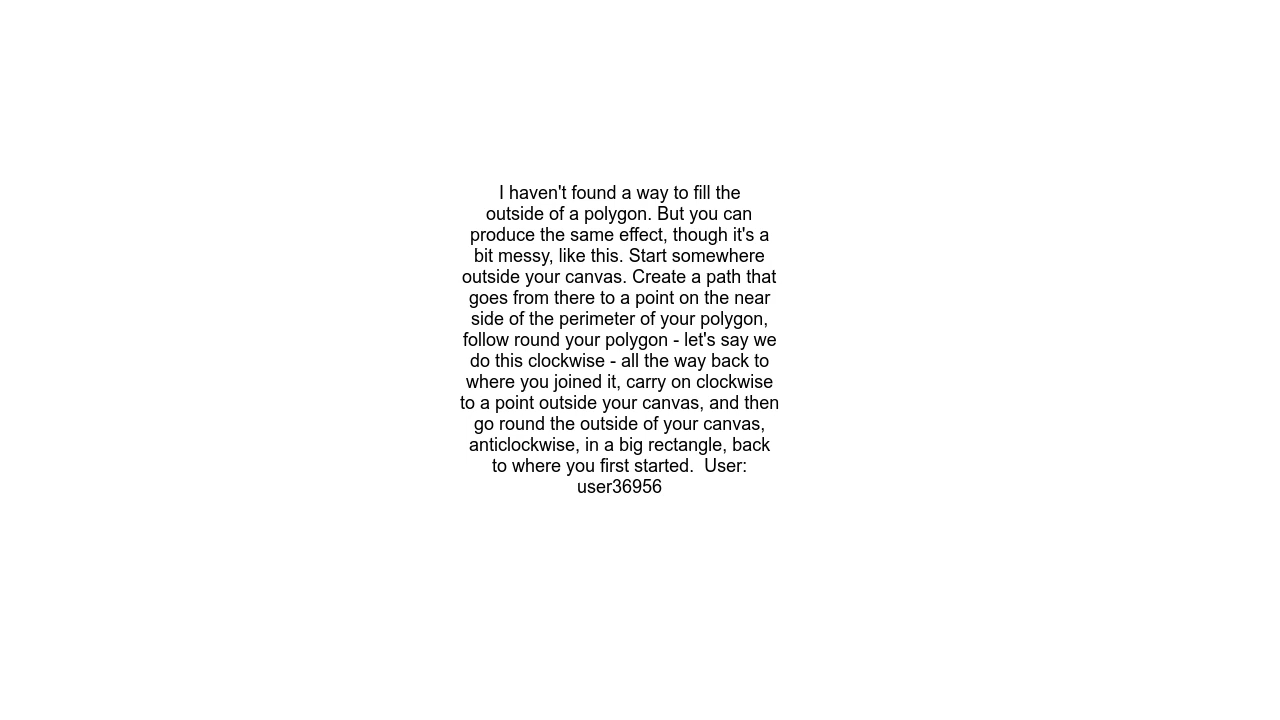 I haven't found a way to fill the
outside of a polygon. But you can
produce the same effect, though it's a
bit messy, like this. Start somewhere
outside your canvas. Create a path that
goes from there to a point on the near
side of the perimeter of your polygon,
follow round your polygon - let's say we
do this clockwise - all the way back to
where you joined it, carry on clockwise
to a point outside your canvas, and then
go round the outside of your canvas,
anticlockwise, in a big rectangle, back
to where you first started.  User:
user36956